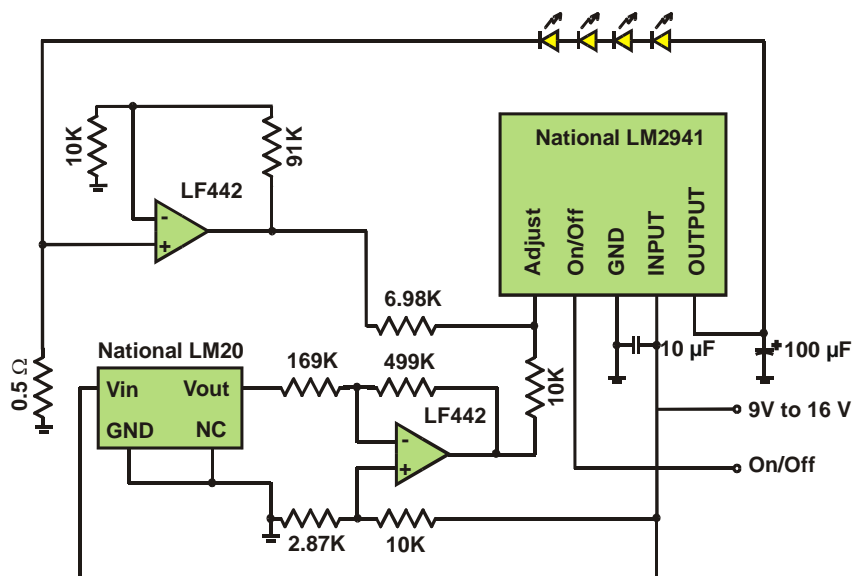 10K
91K
LF442
-
+
National LM2941
Adjust
On/Off
GND
INPUT
OUTPUT
6.98K
10 µF
+
100 µF
0.5 Ω
National LM20
Vin
Vout
GND
NC
169K
499K
10K
LF442
-
+
9V to 16 V
On/Off
2.87K
10K